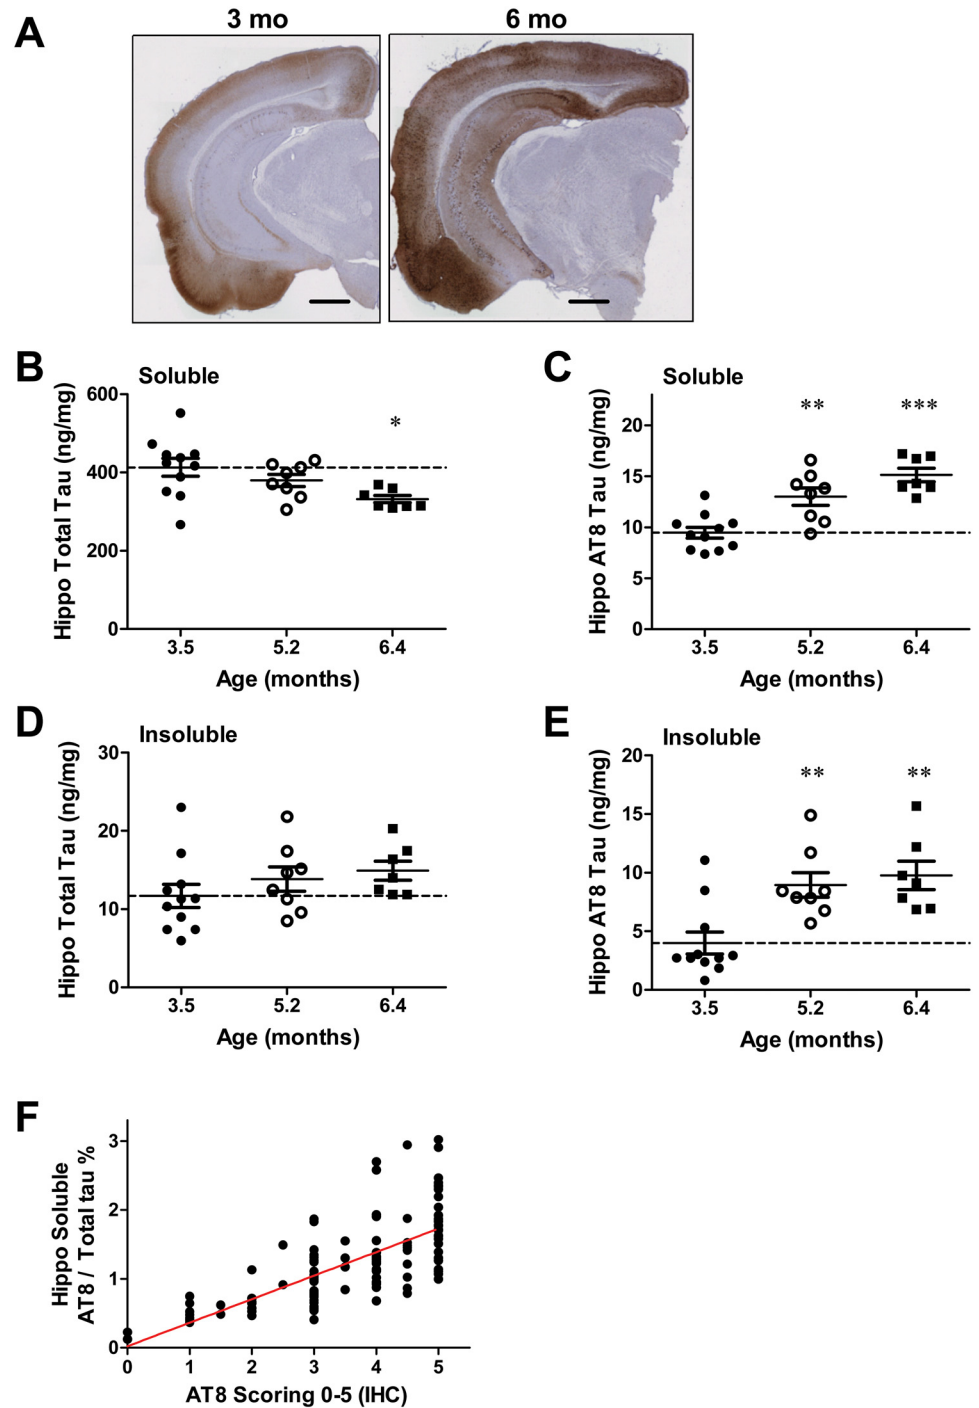 A
3 mo
6 mo
B
Soluble
Hippo Total Tau (ng/mg)
600
400
200
0
*
3.5
5.2
6.4
Age (months)
C
Soluble
Hippo AT8 Tau (ng/mg)
20
15
10
5
0
**
***
3.5
5.2
6.4
Age (months)
D
Insoluble
Hippo Total Tau (ng/mg)
30
20
10
0
3.5
5.2
6.4
Age (months)
E
Insoluble
Hippo AT8 Tau (ng/mg)
20
15
10
5
0
**
**
3.5
5.2
6.4
Age (months)
F
Hippo Soluble
AT8 / Total tau %
3
2
1
0
0
1
2
3
4
5
AT8 Scoring 0-5 (IHC)